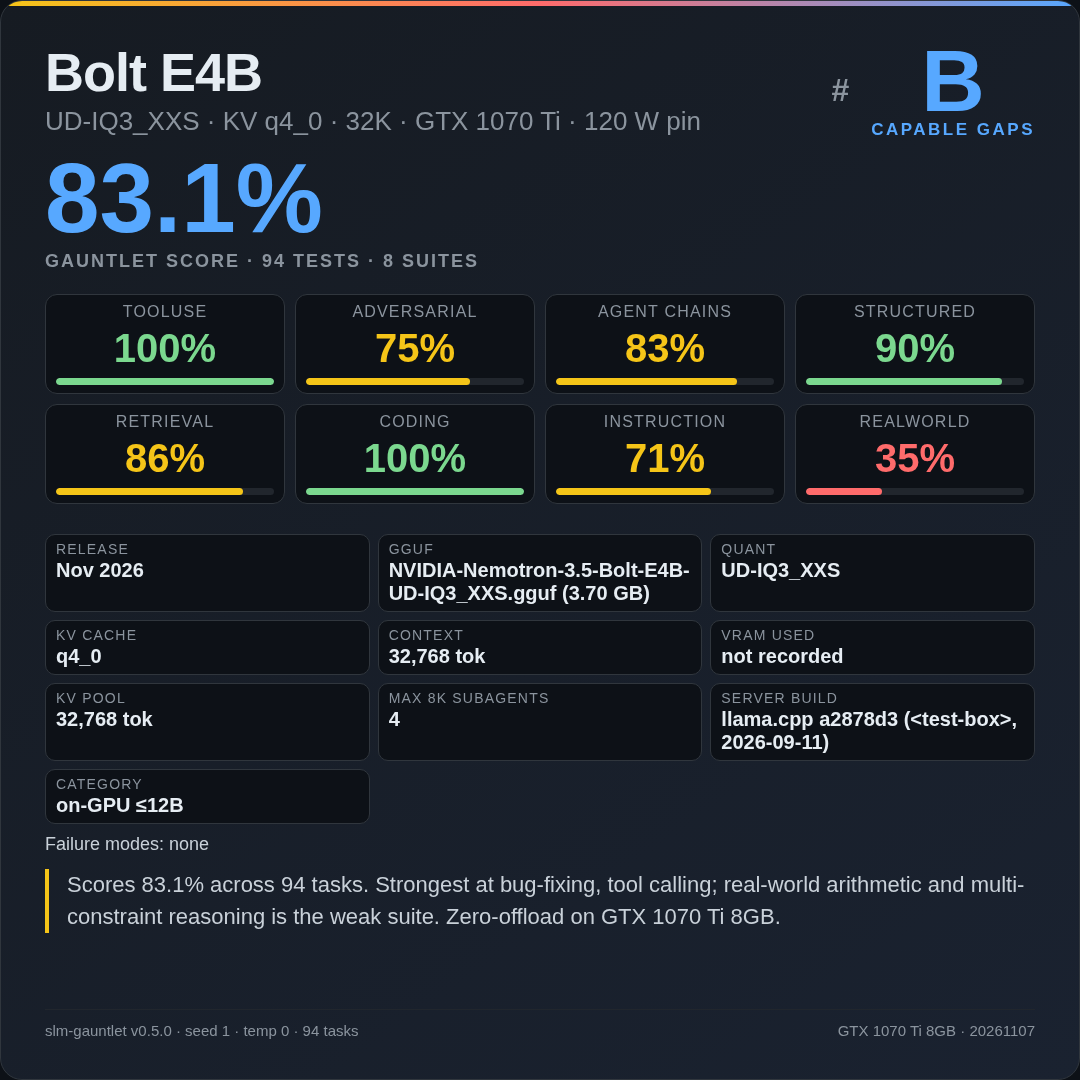 Bolt E4B
UD-IQ3_XXS · KV q4_0 · 32K · GTX 1070 Ti · 120 W pin
#
B
CAPABLE GAPS
83.1%
GAUNTLET SCORE · 94 TESTS · 8 SUITES
TOOLUSE
100%
ADVERSARIAL
75%
AGENT CHAINS
83%
STRUCTURED
90%
RETRIEVAL
86%
CODING
100%
INSTRUCTION
71%
REALWORLD
35%
RELEASE
Nov 2026
GGUF
NVIDIA-Nemotron-3.5-Bolt-E4B-
UD-IQ3_XXS.gguf (3.70 GB)
QUANT
UD-IQ3_XXS
KV CACHE
q4_0
CONTEXT
32,768 tok
VRAM USED
not recorded
KV POOL
32,768 tok
MAX 8K SUBAGENTS
4
SERVER BUILD
llama.cpp a2878d3 (<test-box>,
2026-09-11)
CATEGORY
on-GPU ≤12B
Failure modes: none
Scores 83.1% across 94 tasks. Strongest at bug-fixing, tool calling; real-world arithmetic and multi-
constraint reasoning is the weak suite. Zero-offload on GTX 1070 Ti 8GB.
slm-gauntlet v0.5.0 · seed 1 · temp 0 · 94 tasks
GTX 1070 Ti 8GB · 20261107